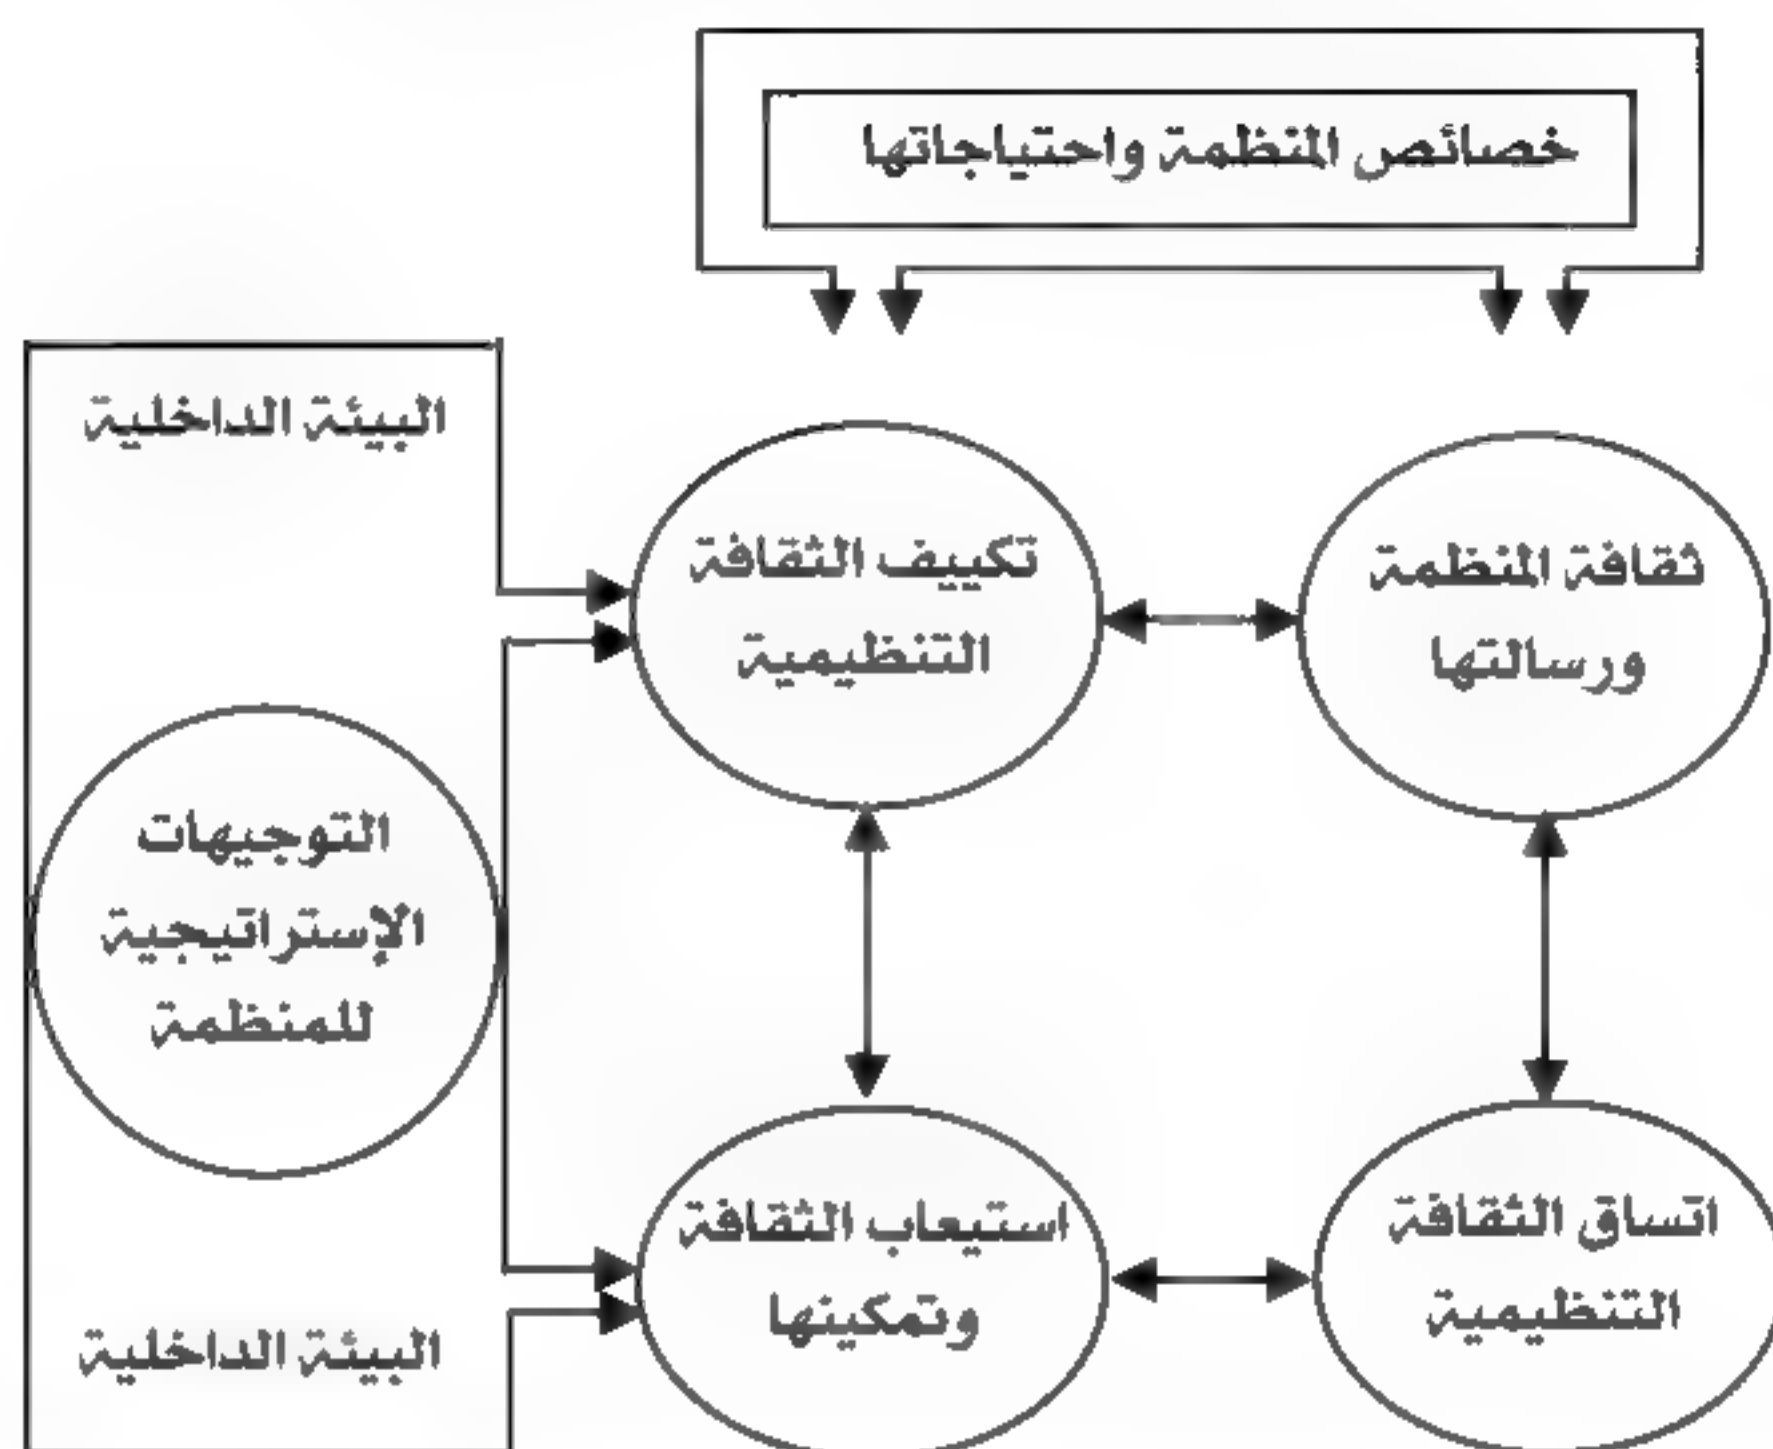 خصائص المنظمة واحتياجاتها
ثقافة المنظمة
ورسالتها
تكييف الثقافة
التنظيمية
البيئة الداخلية
التوجيهات
الإستراتيجية
للمنظمة
اتساق الثقافة
التنظيمية
استيعاب الثقافة
وتمكينها
البيئة الداخلية